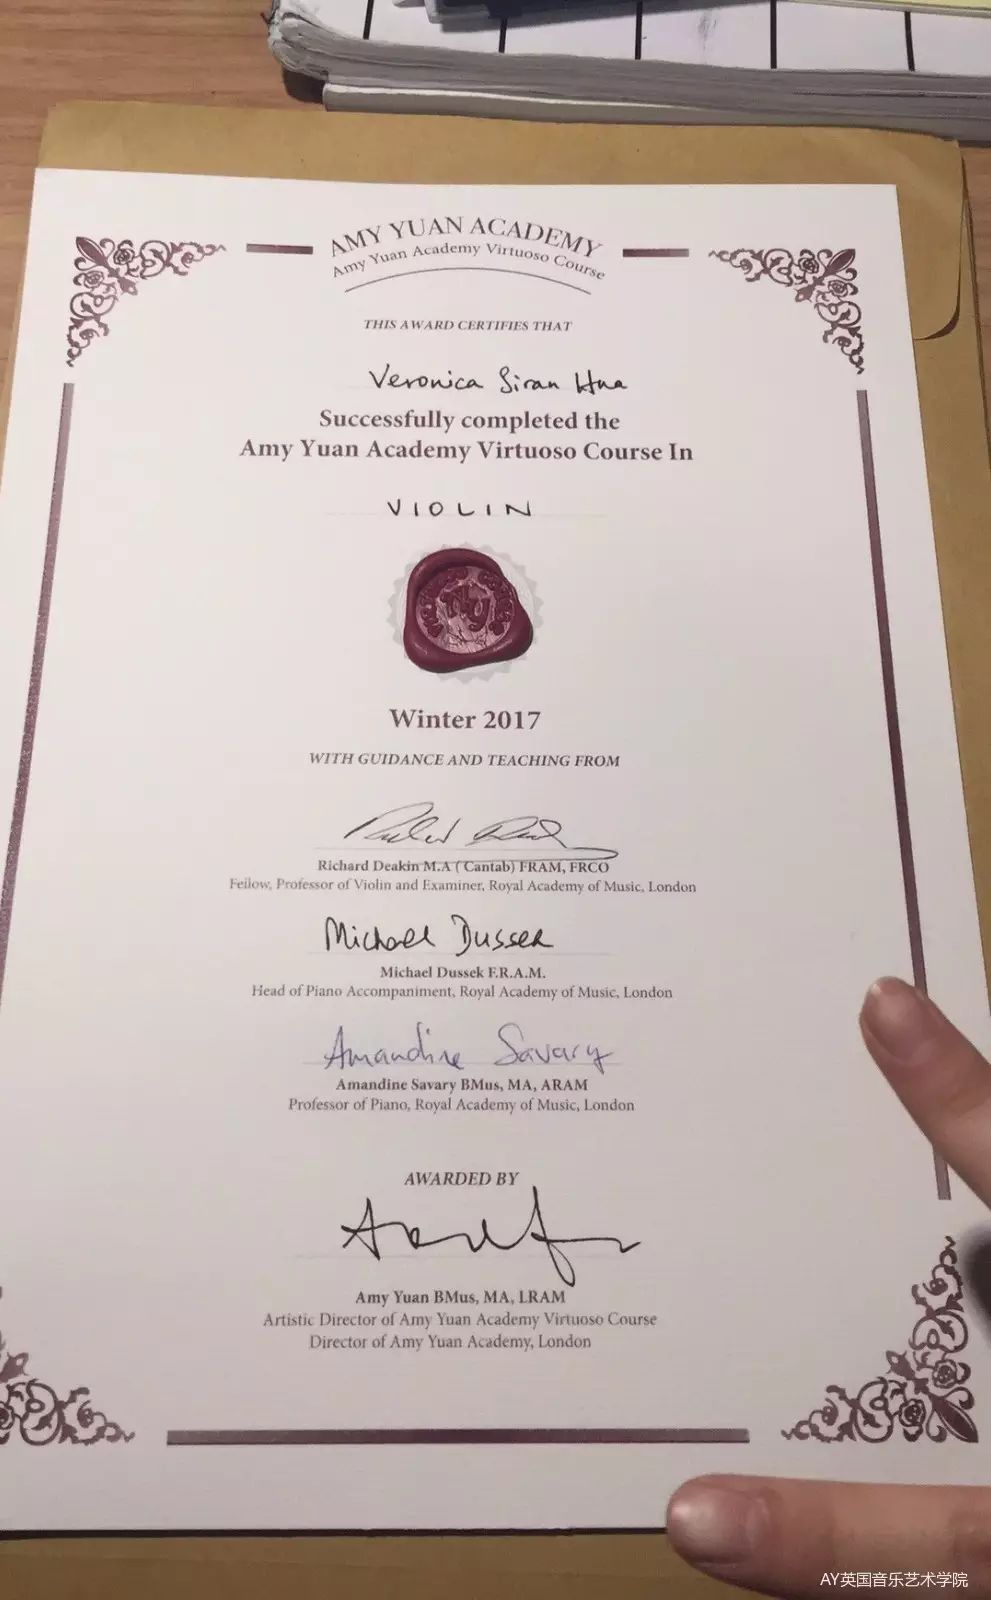 AMY YUAN ACADEMY
Amy Yuan Academy Virtuoso Course
THIS AWARD CERTIFIES THAT
Veronica Siran Hua
Successfully completed the
Amy Yuan Academy Virtuoso Course In
VIOLIN
AY
Winter 2017
WITH GUIDANCE AND TEACHING FROM
Richard Deakin M.A ( Cantab) FRAM, FRCO
Fellow, Professor of Violin and Examiner, Royal Academy of Music, London
Michael Dussek
Michael Dussek F.R.A.M.
Head of Piano Accompaniment, Royal Academy of Music, London
Amandine Savary
Amandine Savary BMus, MA, ARAM
Professor of Piano, Royal Academy of Music, London
AWARDED BY
Amy Yuan BMus, MA, LRAM
Artistic Director of Amy Yuan Academy Virtuoso Course
Director of Amy Yuan Academy, London
AY英国音乐艺术学院